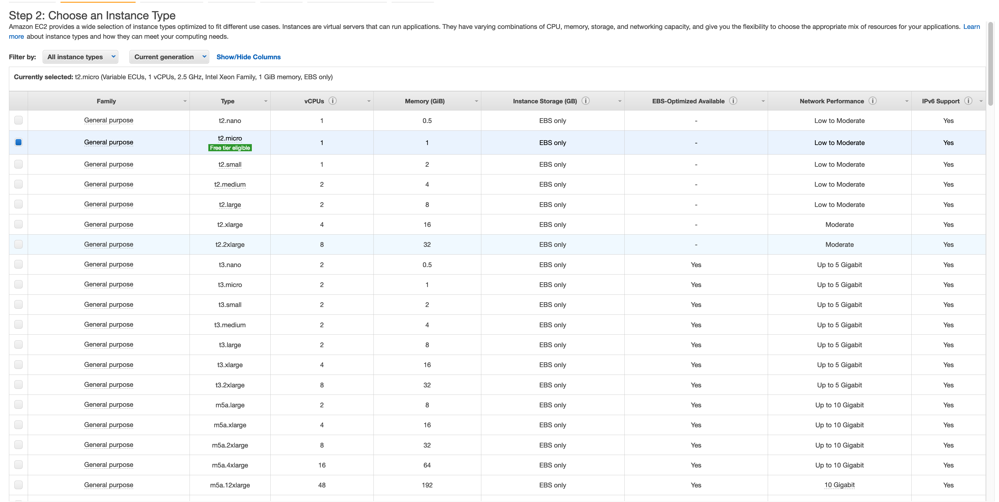 Step 2: Choose an Instance Type
Amazon EC2 provides a wide selection of instance types optimized to fit different use cases. Instances are virtual servers that can run applications. They have varying combinations of CPU, memory, storage, and networking capacity, and give you the flexibility to choose the appropriate mix of resources for your applications. Learn
more about instance types and how they can meet your computing needs.
Filter by: All instance types Current generation Show/Hide Columns
Currently selected: t2.micro (Variable ECUs, 1 vCPUs, 2.5 GHz, Intel Xeon Family, 1 GiB memory, EBS only)
Family Type vCPUs Memory (GiB) Instance Storage (GB) EBS-Optimized Available Network Performance IPv6 Support
General purpose t2.nano 1 0.5 EBS only - Low to Moderate Yes
General purpose t2.micro 1 1 EBS only - Low to Moderate Yes
Free tier eligible
General purpose t2.small 1 2 EBS only - Low to Moderate Yes
General purpose t2.medium 2 4 EBS only - Low to Moderate Yes
General purpose t2.large 2 8 EBS only - Low to Moderate Yes
General purpose t2.xlarge 4 16 EBS only - Moderate Yes
General purpose t2.2xlarge 8 32 EBS only - Moderate Yes
General purpose t3.nano 2 0.5 EBS only Yes Up to 5 Gigabit Yes
General purpose t3.micro 2 1 EBS only Yes Up to 5 Gigabit Yes
General purpose t3.small 2 2 EBS only Yes Up to 5 Gigabit Yes
General purpose t3.medium 2 4 EBS only Yes Up to 5 Gigabit Yes
General purpose t3.large 2 8 EBS only Yes Up to 5 Gigabit Yes
General purpose t3.xlarge 4 16 EBS only Yes Up to 5 Gigabit Yes
General purpose t3.2xlarge 8 32 EBS only Yes Up to 5 Gigabit Yes
General purpose m5a.large 2 8 EBS only Yes Up to 10 Gigabit Yes
General purpose m5a.xlarge 4 16 EBS only Yes Up to 10 Gigabit Yes
General purpose m5a.2xlarge 8 32 EBS only Yes Up to 10 Gigabit Yes
General purpose m5a.4xlarge 16 64 EBS only Yes Up to 10 Gigabit Yes
General purpose m5a.12xlarge 48 192 EBS only Yes 10 Gigabit Yes